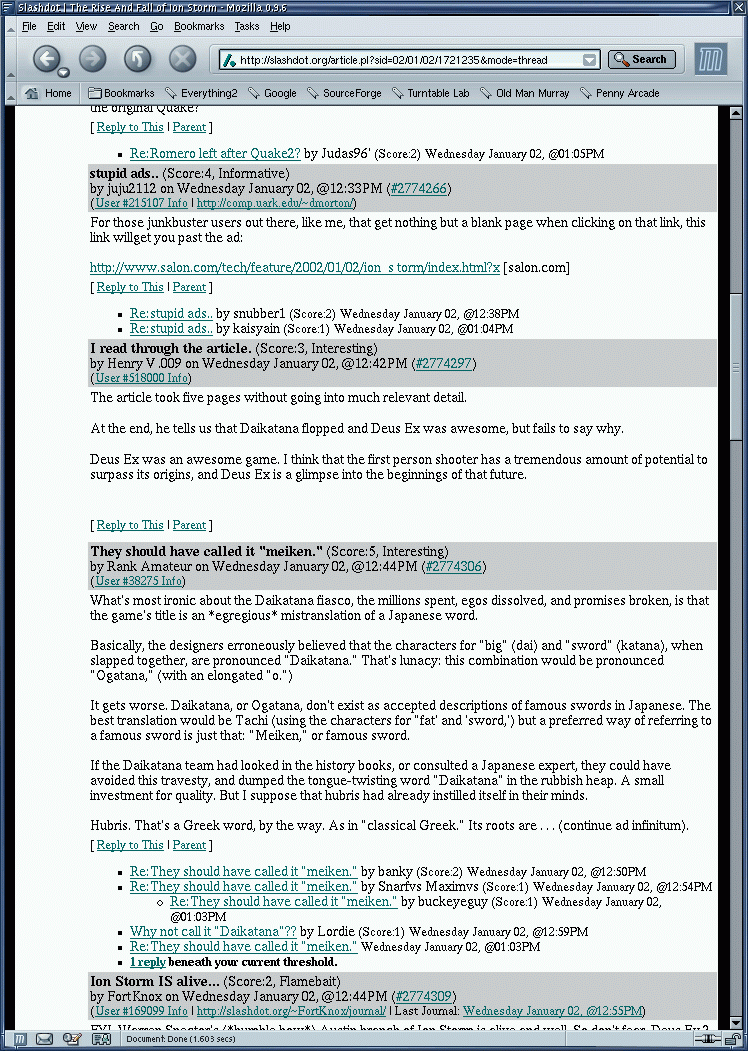 Slashdot | The Rise And Fall of Ion Storm - Mozilla 0.9.6
File Edit View Search Go Bookmarks Tasks Help
http://slashdot.org/article.pl?sid=02/01/02/1721235&mode=thread Search
Home Bookmarks Everything2 Google SourceForge Turntable Lab Old Man Murray Penny Arcade
the original Quake?
[ Reply to This | Parent ]
Re:Romero left after Quake2? by Judas96' (Score:2) Wednesday January 02, @01:05PM
stupid ads.. (Score:4, Informative)
by juju2112 on Wednesday January 02, @12:33PM (#2774266)
(User #215107 Info | http://comp.uark.edu/~dmorton/)
For those junkbuster users out there, like me, that get nothing but a blank page when clicking on that link, this
link willget you past the ad:
http://www.salon.com/tech/feature/2002/01/02/ion_s torm/index.html?x [salon.com]
[ Reply to This | Parent ]
Re:stupid ads.. by snubber1 (Score:2) Wednesday January 02, @12:38PM
Re:stupid ads.. by kaisyain (Score:1) Wednesday January 02, @01:04PM
I read through the article. (Score:3, Interesting)
by Henry V .009 on Wednesday January 02, @12:42PM (#2774297)
(User #518000 Info)
The article took five pages without going into much relevant detail.
At the end, he tells us that Daikatana flopped and Deus Ex was awesome, but fails to say why.
Deus Ex was an awesome game. I think that the first person shooter has a tremendous amount of potential to
surpass its origins, and Deus Ex is a glimpse into the beginnings of that future.
[ Reply to This | Parent ]
They should have called it "meiken." (Score:5, Interesting)
by Rank Amateur on Wednesday January 02, @12:44PM (#2774306)
(User #38275 Info)
What's most ironic about the Daikatana fiasco, the millions spent, egos dissolved, and promises broken, is that
the game's title is an *egregious* mistranslation of a Japanese word.
Basically, the designers erroneously believed that the characters for "big" (dai) and "sword" (katana), when
slapped together, are pronounced "Daikatana." That's lunacy: this combination would be pronounced
"Ogatana," (with an elongated "o.")
It gets worse. Daikatana, or Ogatana, don't exist as accepted descriptions of famous swords in Japanese. The
best translation would be Tachi (using the characters for "fat' and 'sword,') but a preferred way of referring to
a famous sword is just that: "Meiken," or famous sword.
If the Daikatana team had looked in the history books, or consulted a Japanese expert, they could have
avoided this travesty, and dumped the tongue-twisting word "Daikatana" in the rubbish heap. A small
investment for quality. But I suppose that hubris had already instilled itself in their minds.
Hubris. That's a Greek word, by the way. As in "classical Greek." Its roots are . . . (continue ad infinitum).
[ Reply to This | Parent ]
Re:They should have called it "meiken." by banky (Score:2) Wednesday January 02, @12:50PM
Re:They should have called it "meiken." by Snarfvs Maximvs (Score:1) Wednesday January 02, @12:54PM
Re:They should have called it "meiken." by buckeyeguy (Score:1) Wednesday January 02,
@01:03PM
Why not call it "Daikatana"?? by Lordie (Score:1) Wednesday January 02, @12:59PM
Re:They should have called it "meiken." Wednesday January 02, @01:03PM
1 reply beneath your current threshold.
Ion Storm IS alive... (Score:2, Flamebait)
by FortKnox on Wednesday January 02, @12:44PM (#2774309)
(User #169099 Info | http://slashdot.org/~FortKnox/journal/ | Last Journal: Wednesday January 02, @12:55PM)
FYI, Warren Spector's (*humble bow*) Austin branch of Ion Storm is alive and well. So don't fear, Deus Ex 2
Document: Done (1.603 secs)